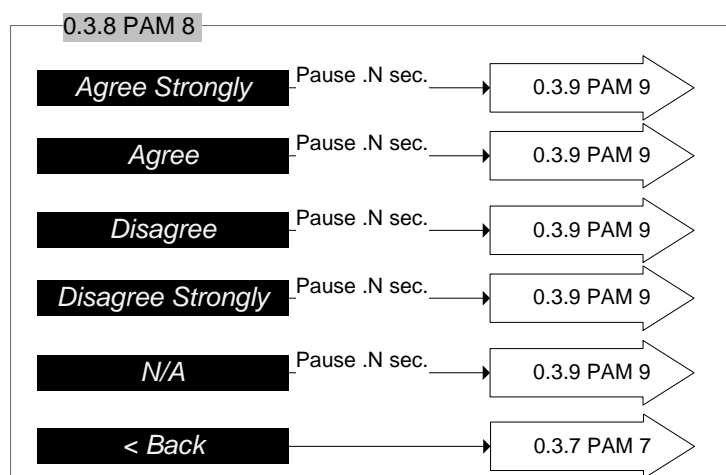 0.3.8 PAM 8
Agree Strongly Pause .N sec. 0.3.9 PAM 9
Agree Pause .N sec. 0.3.9 PAM 9
Disagree Pause .N sec. 0.3.9 PAM 9
Disagree Strongly Pause .N sec. 0.3.9 PAM 9
N/A Pause .N sec. 0.3.9 PAM 9
< Back 0.3.7 PAM 7